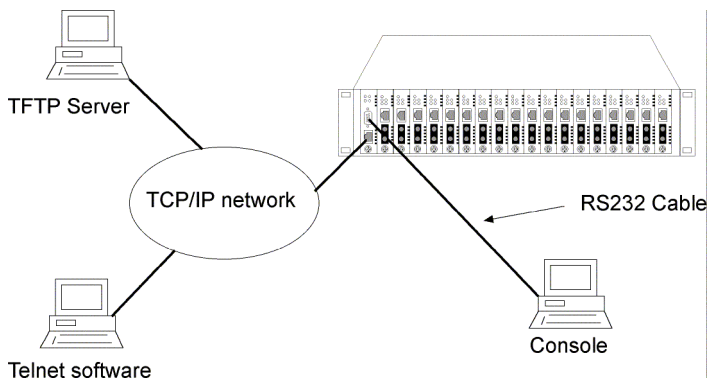 TFTP Server
TCP/IP network
RS232 Cable
Console
Telnet software